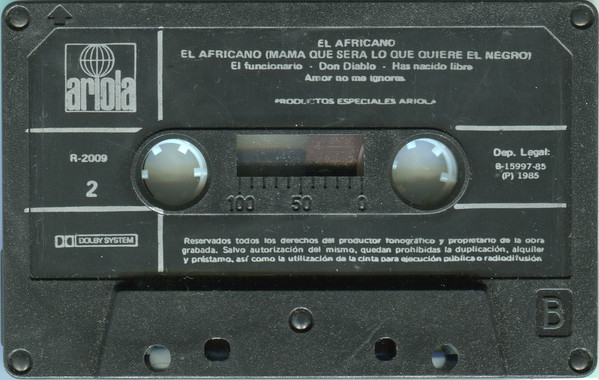 EL AFRICANO
EL AFRICANO (MAMA QUE SERA LO QUE QUIERE EL NEGRO)
El funcionario - Don Diablo - Has nacido libre
Amor no me ignores
PRODUCTOS ESPECIALES ARIOLA
ariola
R-2009
2
Dep. Legal:
B-15997-85
(P) 1985
100 50 0
DOLBY SYSTEM
Reservados todos los derechos del productor fonográfico y propietario de la obra
grabada. Salvo autorización del mismo, quedan prohibidas la duplicación, alquiler
y préstamo, así como la utilización de la cinta para ejecución pública o radiodifusión
B